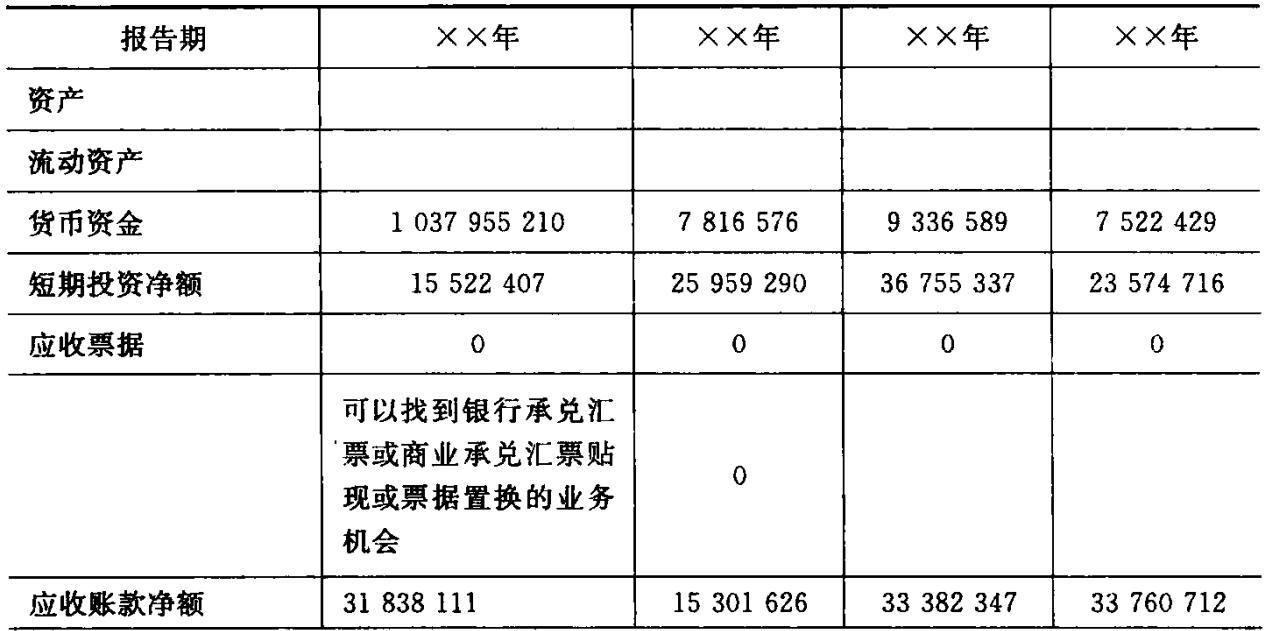 报告期 ××年 ××年 ××年 ××年
资产
流动资产
货币资金 1 037 955 210 7 816 576 9 336 589 7 522 429
短期投资净额 15 522 407 25 959 290 36 755 337 23 574 716
应收票据 0 0 0 0
可以找到银行承兑汇
票或商业承兑汇票贴
现或票据置换的业务
机会
0
应收账款净额 31 838 111 15 301 626 33 382 347 33 760 712